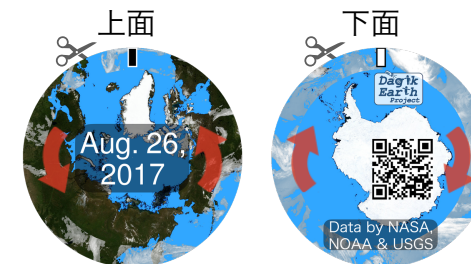 上面
下面
Aug. 26,
2017
Dagik
Earth
Project
Data by NASA,
NOAA & USGS